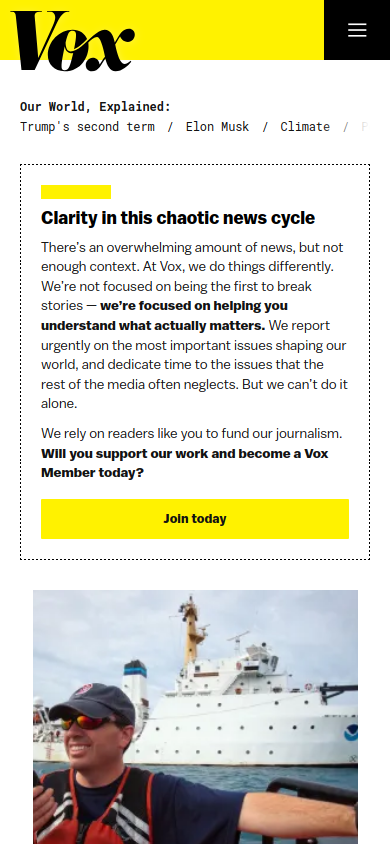 Vox
Our World, Explained:
Trump's second term / Elon Musk / Climate /
Clarity in this chaotic news cycle
There's an overwhelming amount of news, but not
enough context. At Vox, we do things differently.
We're not focused on being the first to break
stories — we're focused on helping you
understand what actually matters. We report
urgently on the most important issues shaping our
world, and dedicate time to the issues that the
rest of the media often neglects. But we can't do it
alone.
We rely on readers like you to fund our journalism.
Will you support our work and become a Vox
Member today?
Join today